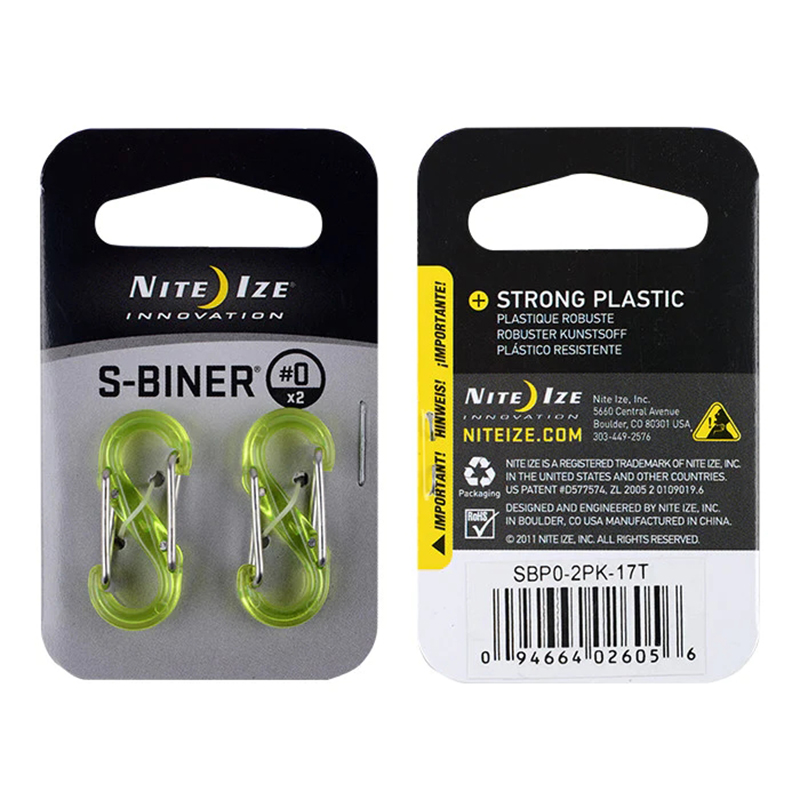 NITE IZE®
INNOVATION
S-BINER® #0
x2
+ STRONG PLASTIC
PLASTIQUE ROBUSTE
ROBUSTER KUNSTSOFF
PLÁSTICO RESISTENTE
▲ IMPORTANT! HINWEIS! ¡IMPORTANTE!
NITE IZE®
INNOVATION
NITEIZE.COM
Nite Ize, Inc.
5660 Central Avenue
Boulder, CO 80301 USA
303-449-2576
Packaging
NITE IZE IS A REGISTERED TRADEMARK OF NITE IZE, INC.
IN THE UNITED STATES AND OTHER COUNTRIES.
US PATENT #D577574, ZL 2005 2 0109019.6
RoHS
DESIGNED AND ENGINEERED BY NITE IZE, INC.
IN BOULDER, CO USA MANUFACTURED IN CHINA.
© 2011 NITE IZE, INC. ALL RIGHTS RESERVED.
SBP0-2PK-17T
0 94664 02605 6